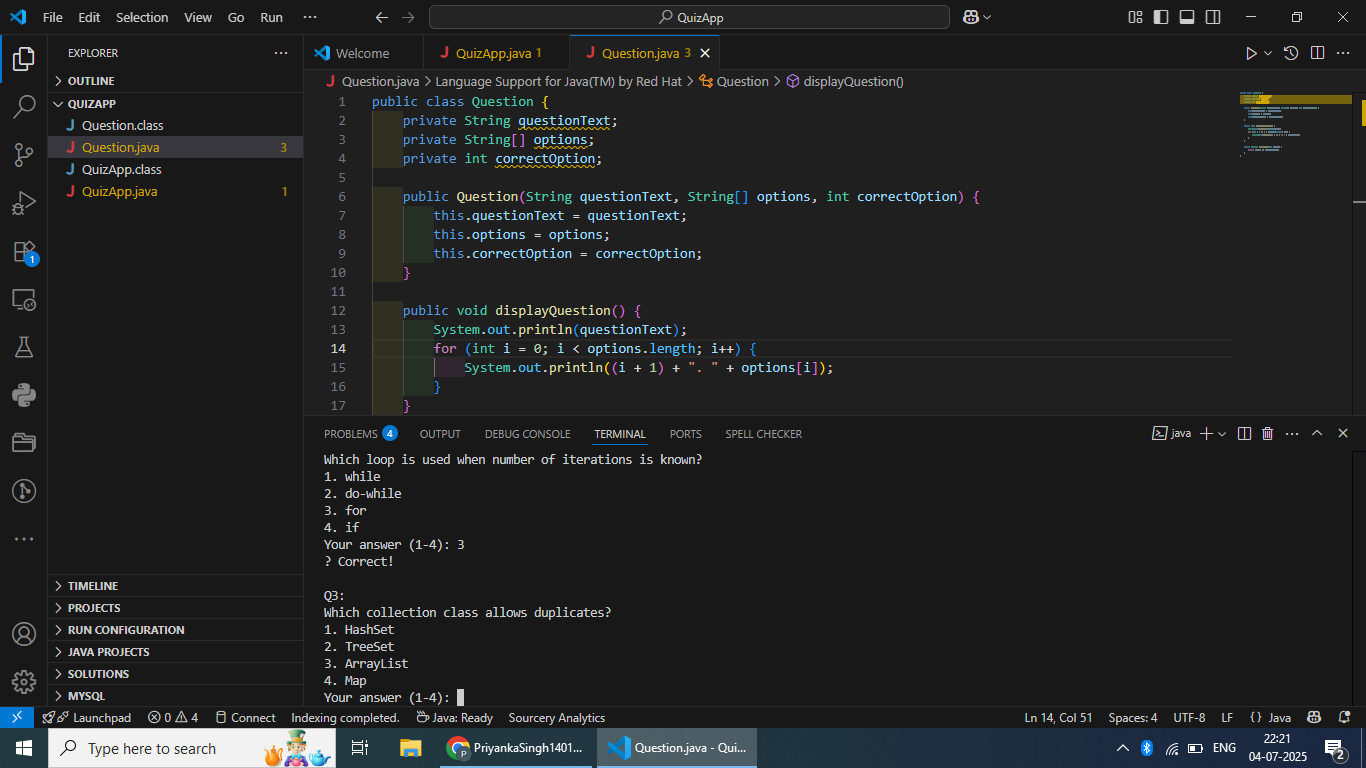 File Edit Selection View Go Run ··· QuizApp
EXPLORER ···
OUTLINE
QUIZAPP
Question.class
Question.java 3
QuizApp.class
QuizApp.java 1
TIMELINE
PROJECTS
RUN CONFIGURATION
JAVA PROJECTS
SOLUTIONS
MYSQL
1
Welcome QuizApp.java 1 Question.java 3
Question.java > Language Support for Java(TM) by Red Hat > Question > displayQuestion()
1 public class Question {
2 private String questionText;
3 private String[] options;
4 private int correctOption;
5
6 public Question(String questionText, String[] options, int correctOption) {
7 this.questionText = questionText;
8 this.options = options;
9 this.correctOption = correctOption;
10 }
11
12 public void displayQuestion() {
13 System.out.println(questionText);
14 for (int i = 0; i < options.length; i++) {
15 System.out.println((i + 1) + ". " + options[i]);
16 }
17 }
PROBLEMS 4 OUTPUT DEBUG CONSOLE TERMINAL PORTS SPELL CHECKER java
Which loop is used when number of iterations is known?
1. while
2. do-while
3. for
4. if
Your answer (1-4): 3
? Correct!
Q3:
Which collection class allows duplicates?
1. HashSet
2. TreeSet
3. ArrayList
4. Map
Your answer (1-4):
Launchpad 0 4 Connect Indexing completed. Java: Ready Sourcery Analytics Ln 14, Col 51 Spaces: 4 UTF-8 LF {} Java
Type here to search PriyankaSingh1401... Question.java - Qui... ENG 22:21
04-07-2025 2